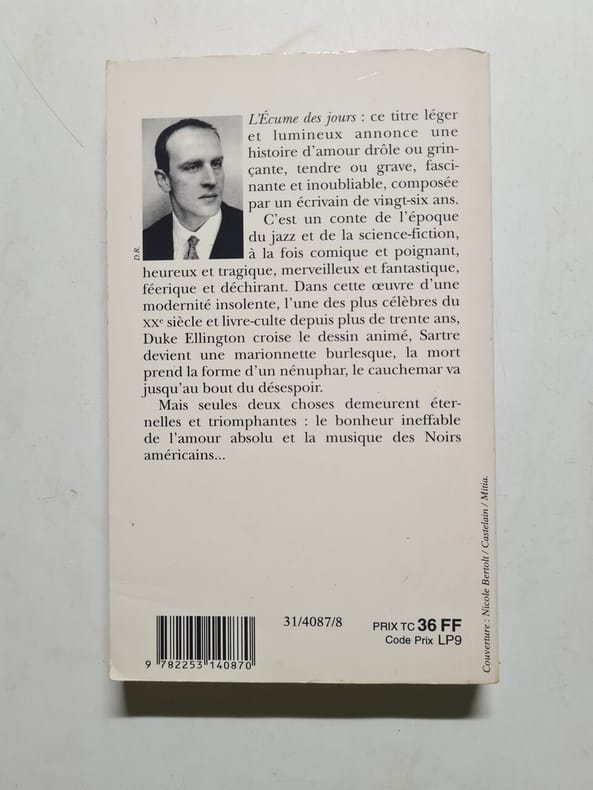 L'Écume des jours : ce titre léger
et lumineux annonce une
histoire d'amour drôle ou grin-
çante, tendre ou grave, fasci-
nante et inoubliable, composée
par un écrivain de vingt-six ans.
C'est un conte de l'époque
du jazz et de la science-fiction,
à la fois comique et poignant,
heureux et tragique, merveilleux et fantastique,
féerique et déchirant. Dans cette œuvre d'une
modernité insolente, l'une des plus célèbres du
XXe siècle et livre-culte depuis plus de trente ans,
Duke Ellington croise le dessin animé, Sartre
devient une marionnette burlesque, la mort
prend la forme d'un nénuphar, le cauchemar va
jusqu'au bout du désespoir.
Mais seules deux choses demeurent éter-
nelles et triomphantes : le bonheur ineffable
de l'amour absolu et la musique des Noirs
américains...
D.R.
Couverture : Nicole Bertolt / Castelain / Mitia.
31/4087/8
PRIX TC 36 FF
Code Prix LP9
9 782253 140870